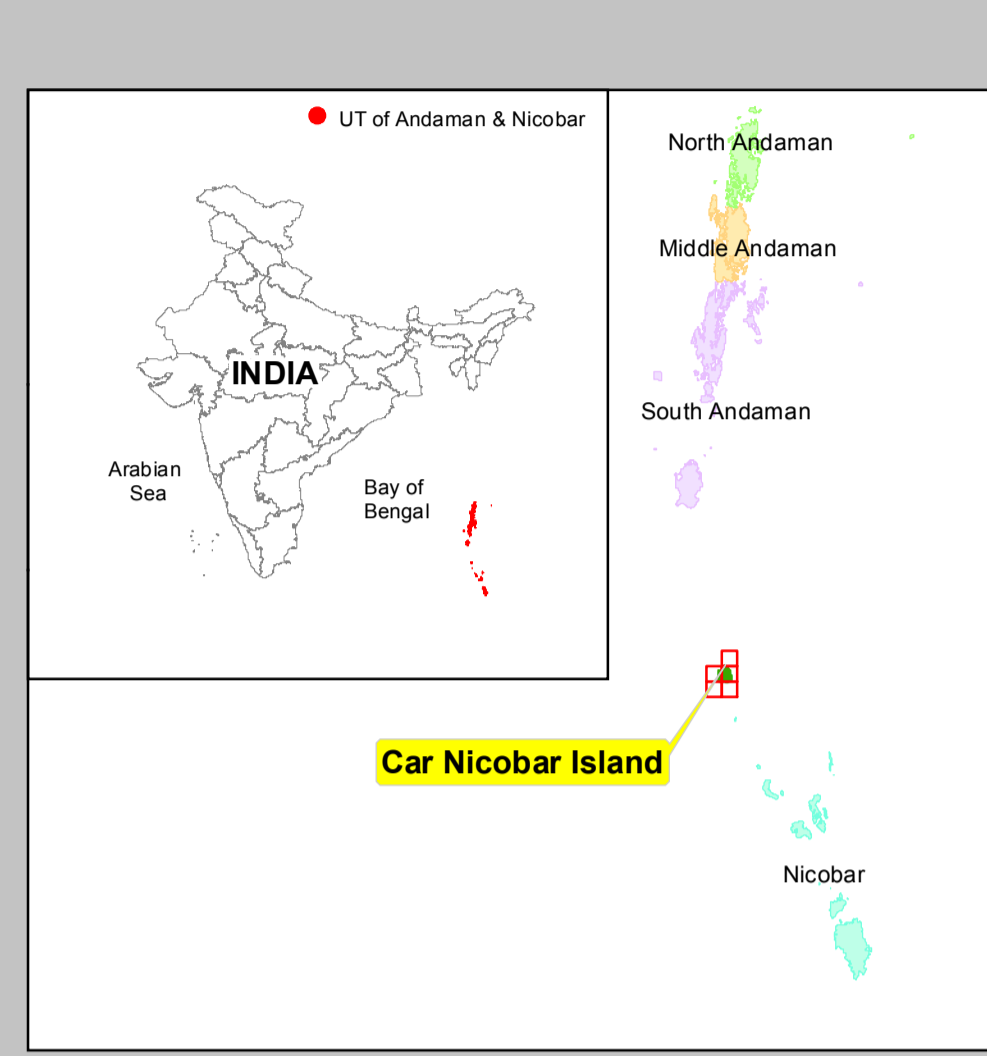 UT of Andaman & Nicobar
INDIA
Arabian
Sea
Bay of
Bengal
North Andaman
Middle Andaman
South Andaman
Car Nicobar Island
Nicobar